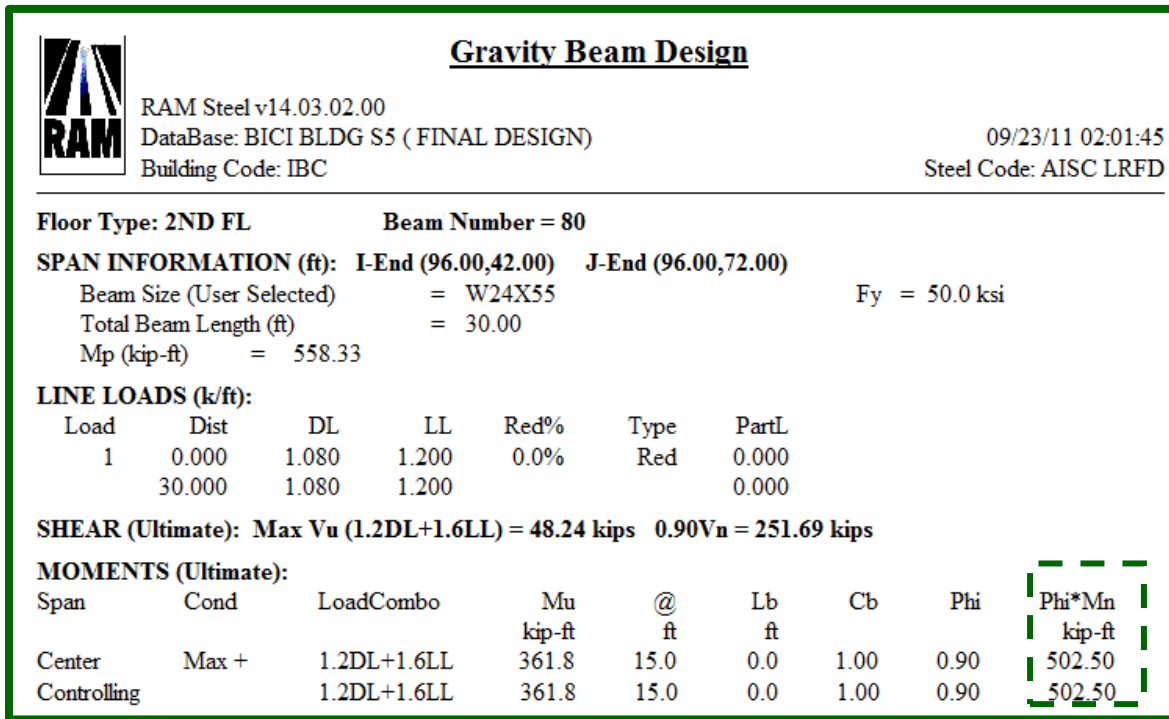 Gravity Beam Design
RAM
RAM Steel v14.03.02.00
DataBase: BICI BLDG S5 ( FINAL DESIGN) 09/23/11 02:01:45
Building Code: IBC Steel Code: AISC LRFD
Floor Type: 2ND FL Beam Number = 80
SPAN INFORMATION (ft): I-End (96.00,42.00) J-End (96.00,72.00)
Beam Size (User Selected) = W24X55 Fy = 50.0 ksi
Total Beam Length (ft) = 30.00
Mp (kip-ft) = 558.33
LINE LOADS (k/ft):
Load Dist DL LL Red% Type PartL
1 0.000 1.080 1.200 0.0% Red 0.000
30.000 1.080 1.200 0.000
SHEAR (Ultimate): Max Vu (1.2DL+1.6LL) = 48.24 kips 0.90Vn = 251.69 kips
MOMENTS (Ultimate):
Span Cond LoadCombo Mu @ Lb Cb Phi Phi*Mn
kip-ft ft ft kip-ft
Center Max + 1.2DL+1.6LL 361.8 15.0 0.0 1.00 0.90 502.50
Controlling 1.2DL+1.6LL 361.8 15.0 0.0 1.00 0.90 502.50